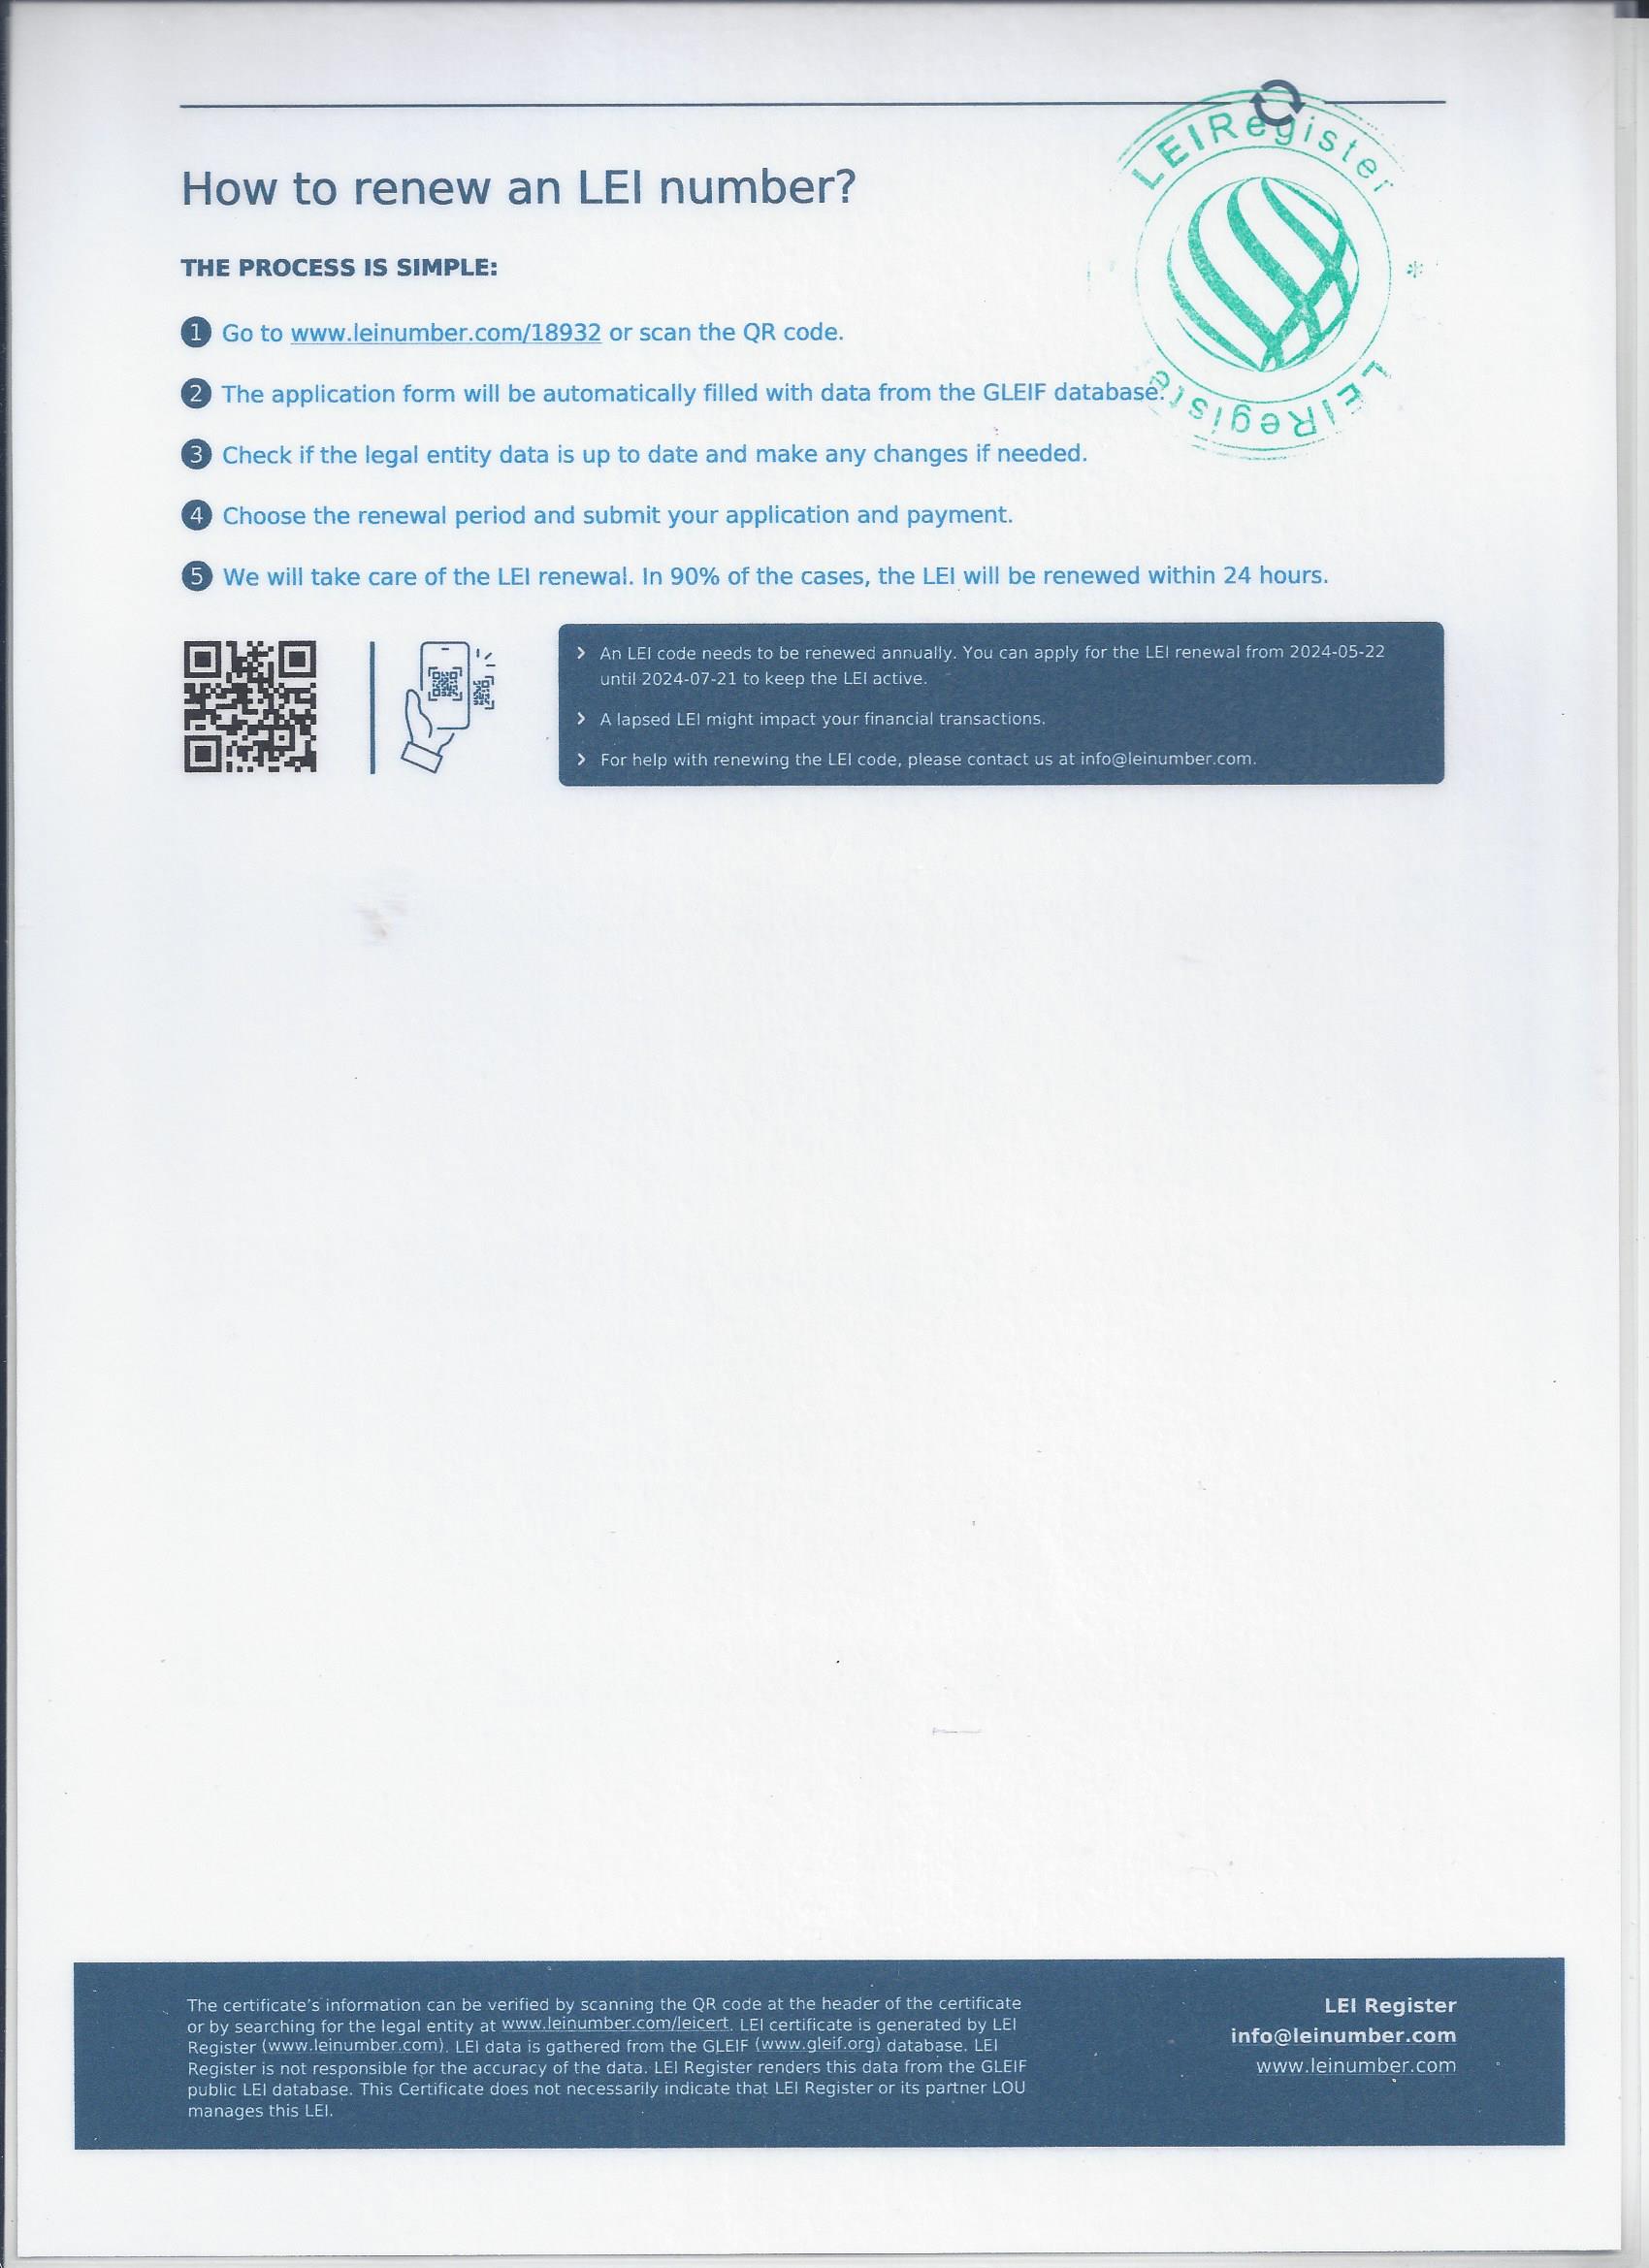 LEIRegister
How to renew an LEI number?
THE PROCESS IS SIMPLE:
1 Go to www.leinumber.com/18932 or scan the QR code.
2 The application form will be automatically filled with data from the GLEIF database.
3 Check if the legal entity data is up to date and make any changes if needed.
4 Choose the renewal period and submit your application and payment.
5 We will take care of the LEI renewal. In 90% of the cases, the LEI will be renewed within 24 hours.
LEIRegiste
An LEI code needs to be renewed annually. You can apply for the LEI renewal from 2024-05-22
until 2024-07-21 to keep the LEI active.
A lapsed LEI might impact your financial transactions.
For help with renewing the LEI code, please contact us at info@leinumber.com.
The certificate's information can be verified by scanning the QR code at the header of the certificate
or by searching for the legal entity at www.leinumber.com/leicert. LEI certificate is generated by LEI
Register (www.leinumber.com). LEI data is gathered from the GLEIF (www.gleif.org) database. LEI
Register is not responsible for the accuracy of the data. LEI Register renders this data from the GLEIF
public LEI database. This Certificate does not necessarily indicate that LEI Register or its partner LOU
manages this LEI.
LEI Register
info@leinumber.com
www.leinumber.com